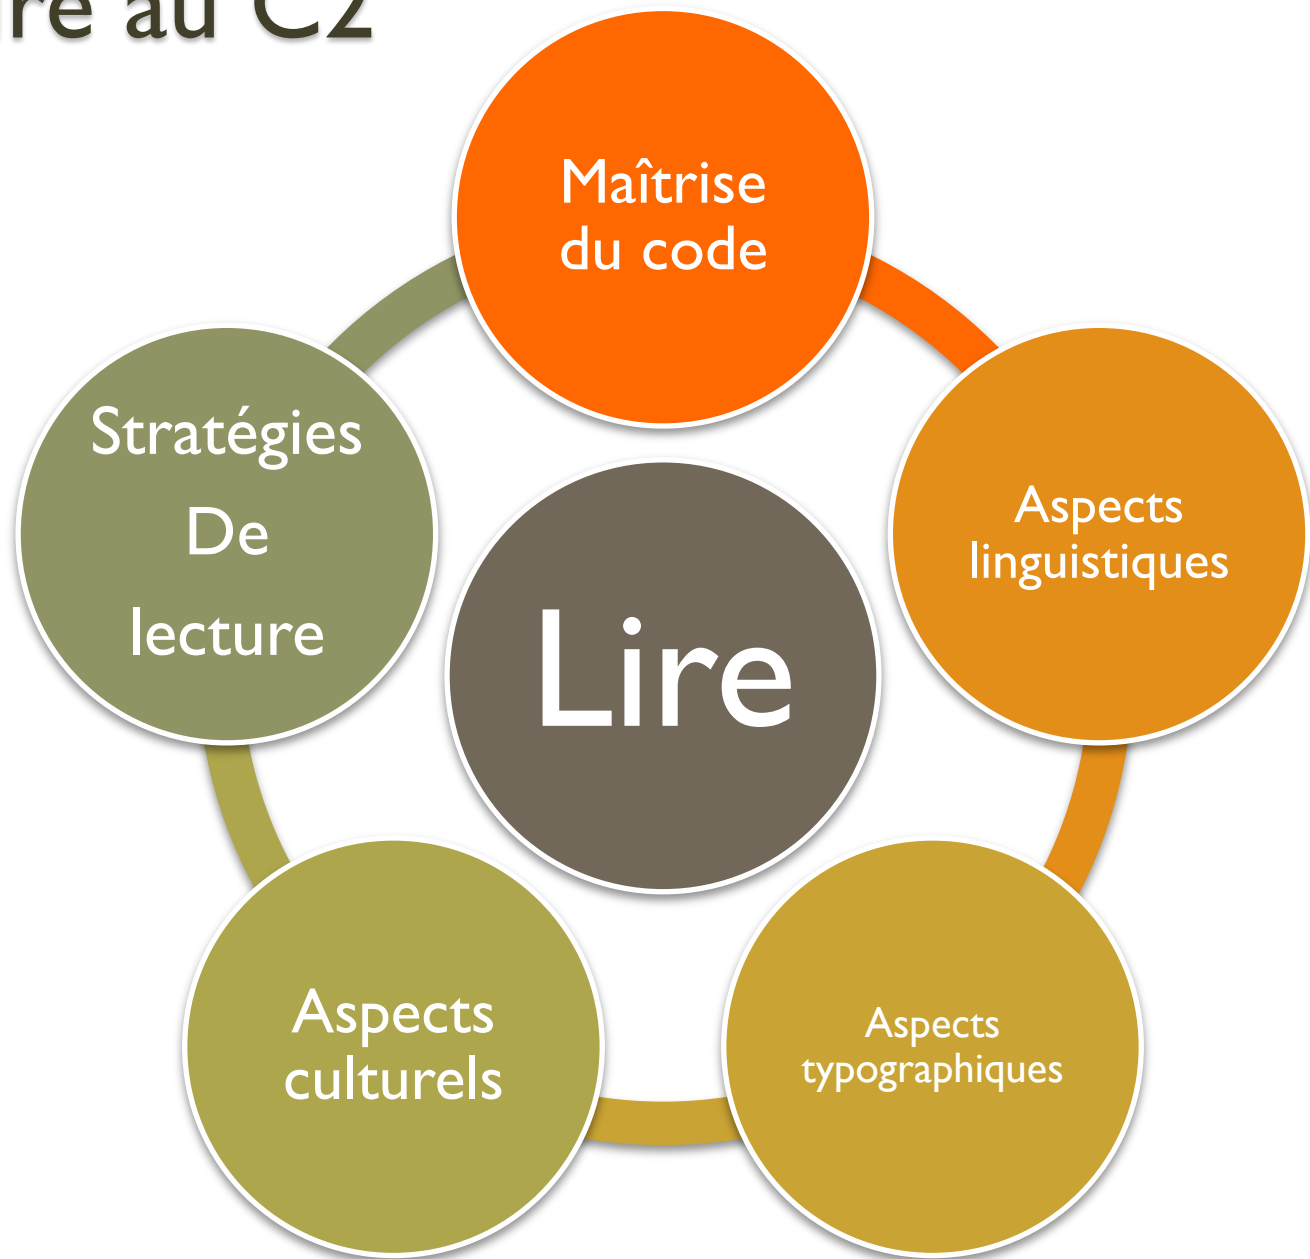 re au C2
Maîtrise
du code
Aspects
linguistiques
Aspects
typographiques
Aspects
culturels
Stratégies
De
lecture
Lire